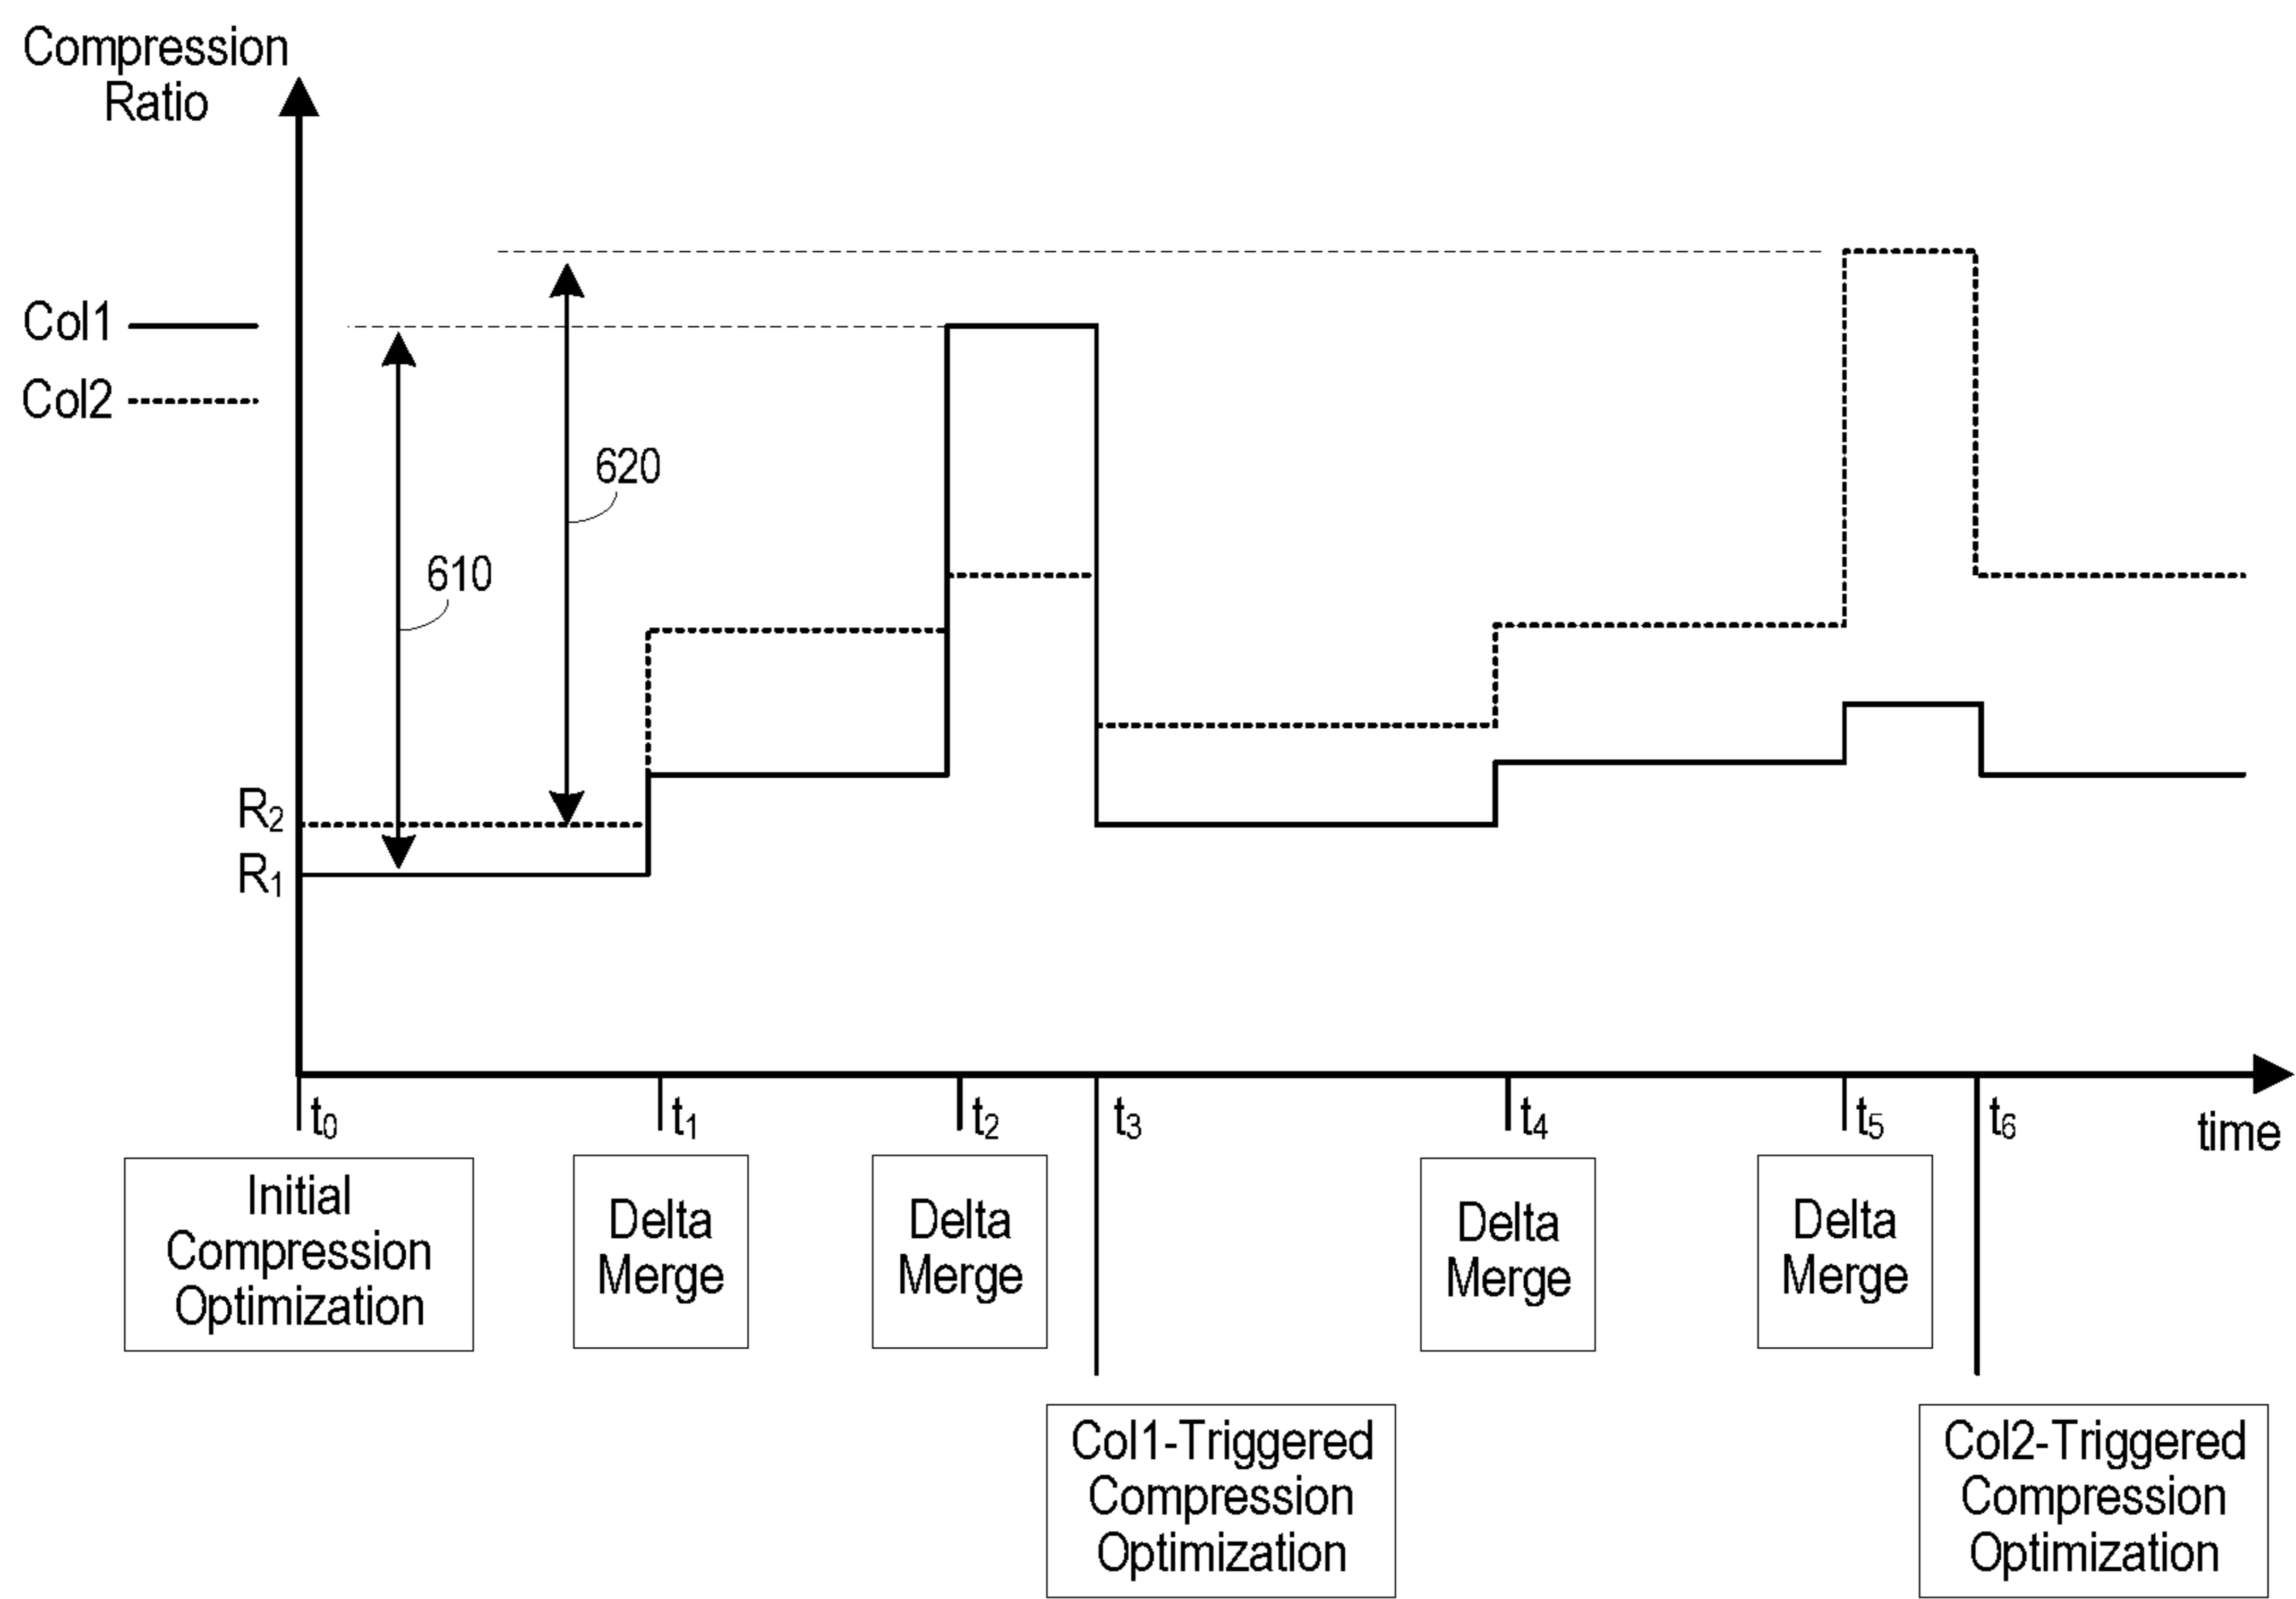 Compression
Ratio
Col1
Col2
620
610
R2
R1
t0
t1
t2
t3
t4
t5
t6
time
Initial
Compression
Optimization
Delta
Merge
Delta
Merge
Delta
Merge
Delta
Merge
Col1-Triggered
Compression
Optimization
Col2-Triggered
Compression
Optimization